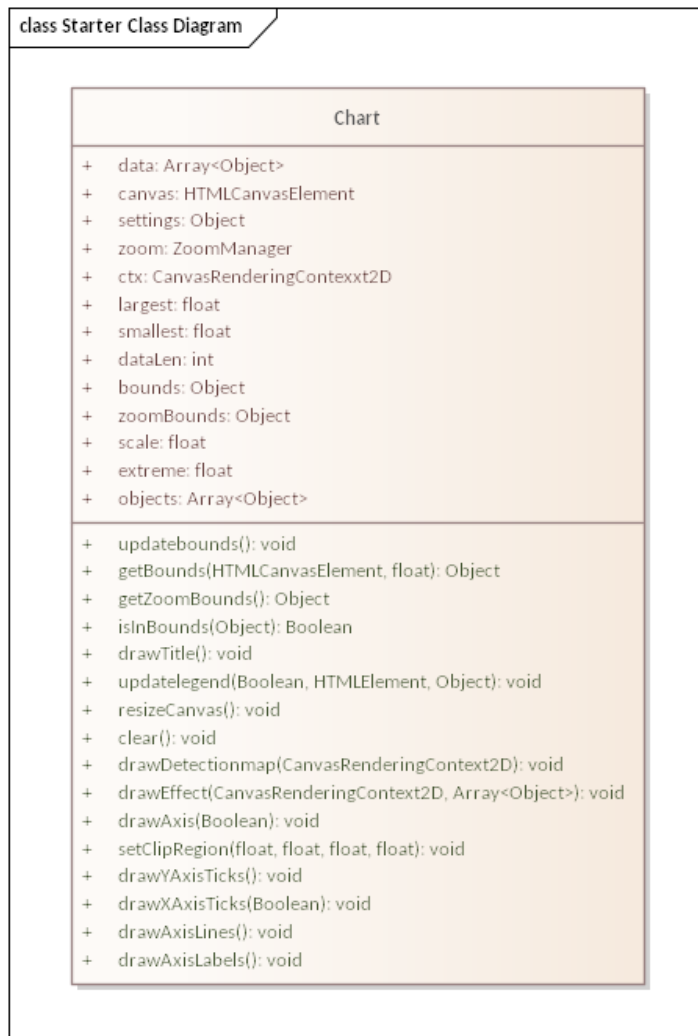 class Starter Class Diagram
Chart
+ data: Array<Object>
+ canvas: HTMLCanvasElement
+ settings: Object
+ zoom: ZoomManager
+ ctx: CanvasRenderingContexxt2D
+ largest: float
+ smallest: float
+ dataLen: int
+ bounds: Object
+ zoomBounds: Object
+ scale: float
+ extreme: float
+ objects: Array<Object>
+ updatebounds(): void
+ getBounds(HTMLCanvasElement, float): Object
+ getZoomBounds(): Object
+ isInBounds(Object): Boolean
+ drawTitle(): void
+ updatelegend(Boolean, HTMLElement, Object): void
+ resizeCanvas(): void
+ clear(): void
+ drawDetectionmap(CanvasRenderingContext2D): void
+ drawEffect(CanvasRenderingContext2D, Array<Object>): void
+ drawAxis(Boolean): void
+ setClipRegion(float, float, float, float): void
+ drawYAxisTicks(): void
+ drawXAxisTicks(Boolean): void
+ drawAxisLines(): void
+ drawAxisLabels(): void